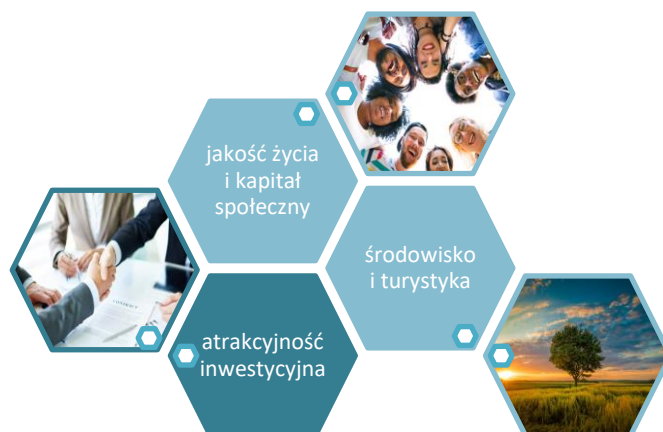 jakość życia
i kapitał
społeczny
środowisko
i turystyka
atrakcyjność
inwestycyjna